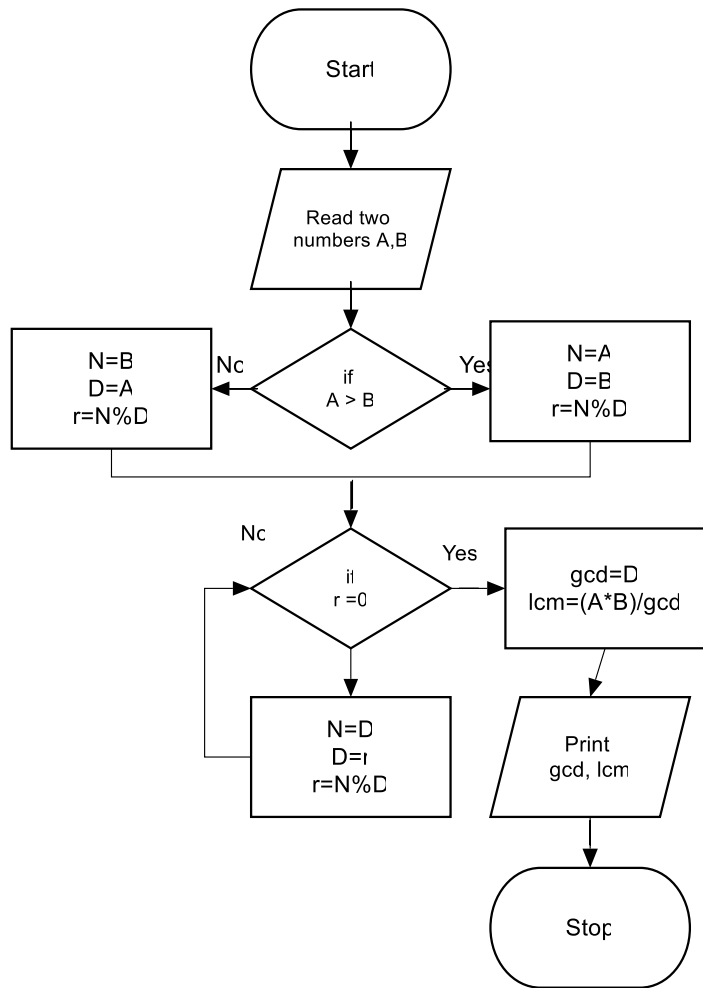 Start
Read two
numbers A,B
if
A > B
No
Yes
N=B
D=A
r=N%D
N=A
D=B
r=N%D
No
Yes
if
r =0
gcd=D
lcm=(A*B)/gcd
N=D
D=r
r=N%D
Print
gcd, lcm
Stop